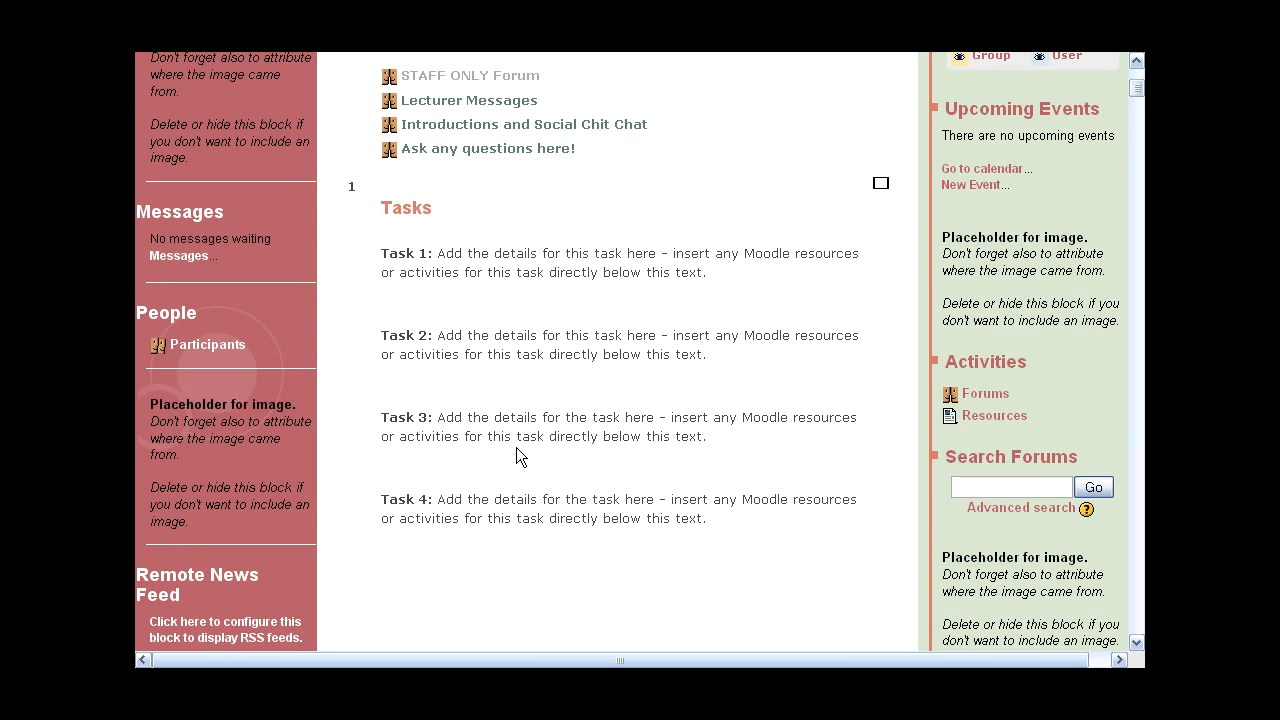 Don't forget also to attribute
where the image came
from.
Delete or hide this block if
you don't want to include an
image.
Messages
No messages waiting
Messages...
People
Participants
Placeholder for image.
Don't forget also to attribute
where the image came
from.
Delete or hide this block if
you don't want to include an
image.
Remote News
Feed
Click here to configure this
block to display RSS feeds.
STAFF ONLY Forum
Lecturer Messages
Introductions and Social Chit Chat
Ask any questions here!
1
Tasks
Task 1: Add the details for this task here - insert any Moodle resources
or activities for this task directly below this text.
Task 2: Add the details for this task here - insert any Moodle resources
or activities for this task directly below this text.
Task 3: Add the details for the task here - insert any Moodle resources
or activities for this task directly below this text.
Task 4: Add the details for the task here - insert any Moodle resources
or activities for this task directly below this text.
Group User
Upcoming Events
There are no upcoming events
Go to calendar...
New Event...
Placeholder for image.
Don't forget also to attribute
where the image came from.
Delete or hide this block if you
don't want to include an image.
Activities
Forums
Resources
Search Forums
Go
Advanced search ?
Placeholder for image.
Don't forget also to attribute
where the image came from.
Delete or hide this block if you
don't want to include an image.